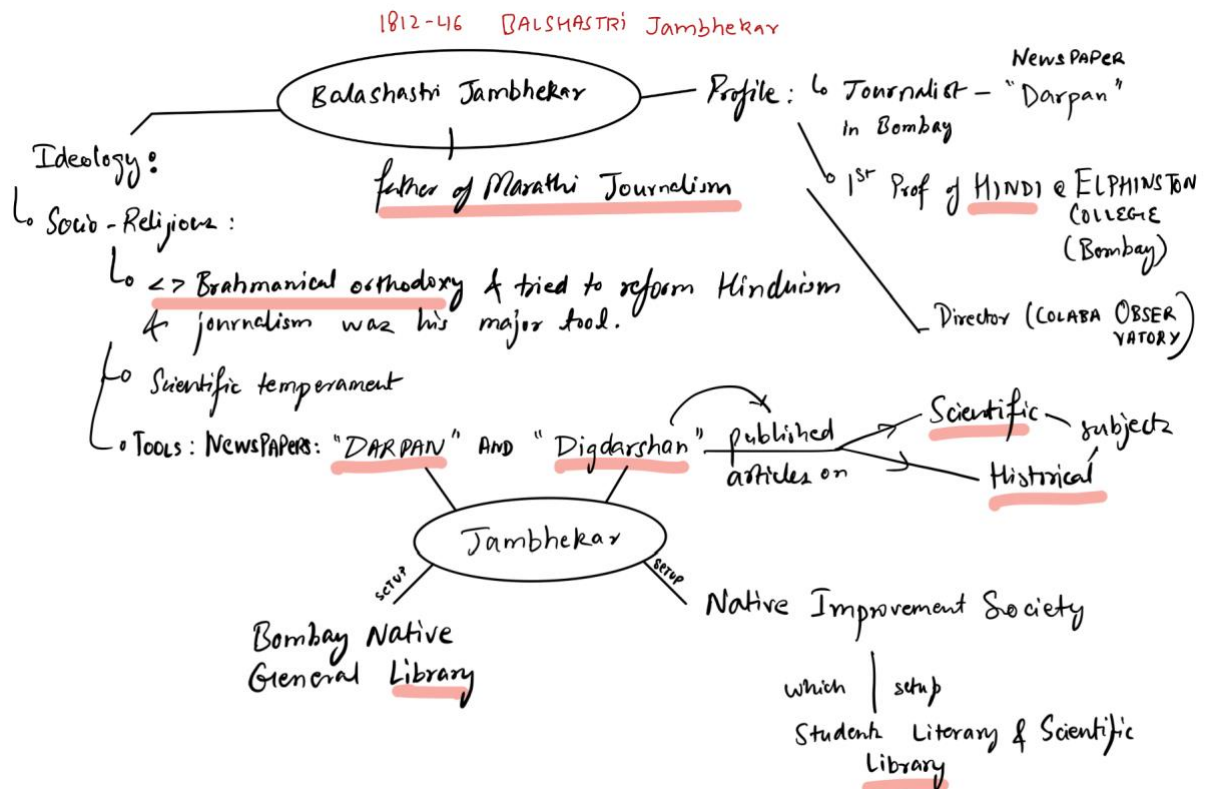 1812-46 BALSHASTRi Jambhekar
Balashastri Jambhekar
father of Marathi Journalism
Profile: Journalist - "Darpan"
NewsPAPER
in Bombay
1st Prof of HINDI @ ELPHINSTON
COLLEGE
(Bombay)
Director (COLABA OBSER
VATORY)
Ideology:
Socio-Religious:
<> Brahmanical orthodoxy & tried to reform Hinduism
& journalism was his major tool.
Scientific temperament
TOOLS: NEWSPAPERS: "DARPAN" AND "Digdarshan" published
articles on
Scientific
Historical
subjects
Jambhekar
SETUP
Bombay Native
General Library
SETUP
Native Improvement Society
which setup
Students Literary & Scientific
Library